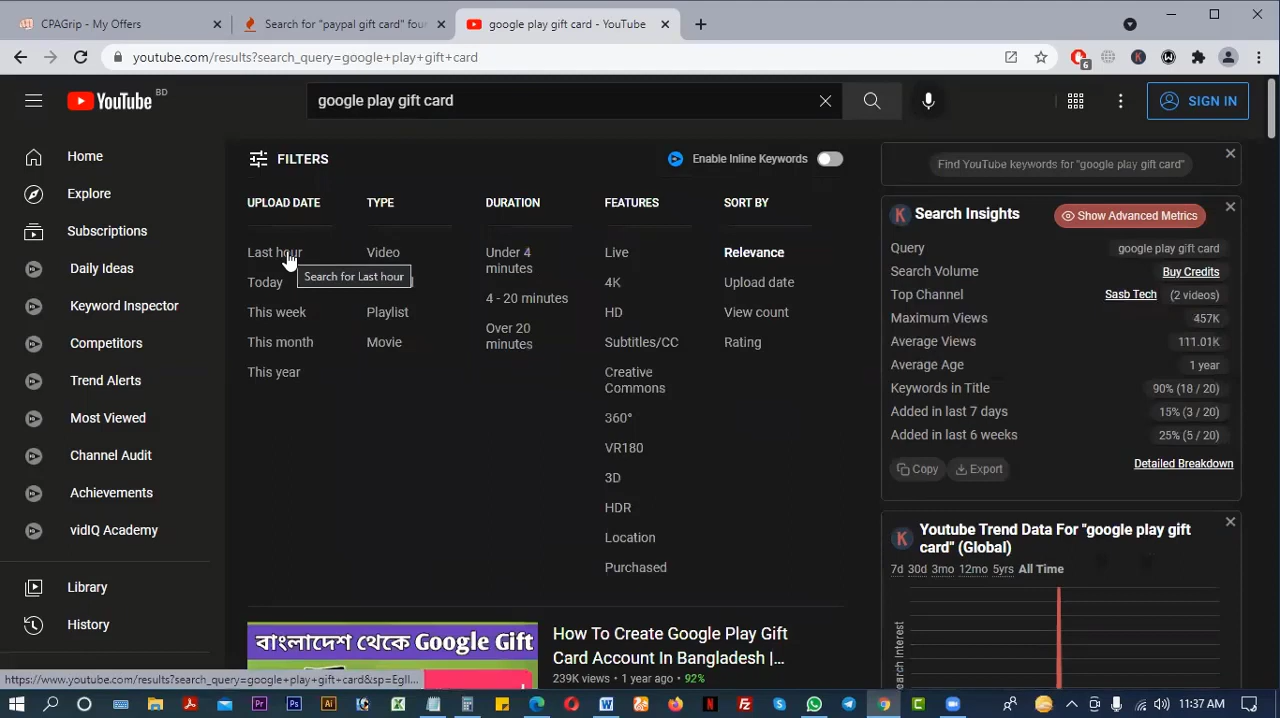 CPAGrip - My Offers
Search for "paypal gift card" four
google play gift card - YouTube
youtube.com/results?search_query=google+play+gift+card
6
YouTube BD
google play gift card
SIGN IN
Home
Explore
Subscriptions
Daily Ideas
Keyword Inspector
Competitors
Trend Alerts
Most Viewed
Channel Audit
Achievements
vidIQ Academy
Library
History
FILTERS
Enable Inline Keywords
UPLOAD DATE
Last hour
Today
This week
This month
This year
Search for Last hour
TYPE
Video
Playlist
Movie
DURATION
Under 4
minutes
4 - 20 minutes
Over 20
minutes
FEATURES
Live
4K
HD
Subtitles/CC
Creative
Commons
360°
VR180
3D
HDR
Location
Purchased
SORT BY
Relevance
Upload date
View count
Rating
বাংলাদেশ থেকে Google Gift
How To Create Google Play Gift
Card Account In Bangladesh |...
239K views • 1 year ago • 92%
Find YouTube keywords for "google play gift card"
K Search Insights
Show Advanced Metrics
Query google play gift card
Search Volume Buy Credits
Top Channel Sasb Tech (2 videos)
Maximum Views 457K
Average Views 111.01K
Average Age 1 year
Keywords in Title 90% (18 / 20)
Added in last 7 days 15% (3 / 20)
Added in last 6 weeks 25% (5 / 20)
Copy Export
Detailed Breakdown
K Youtube Trend Data For "google play gift
card" (Global)
7d 30d 3mo 12mo 5yrs All Time
https://www.youtube.com/results?search_query=google+play+gift+card&sp=EgII...
11:37 AM